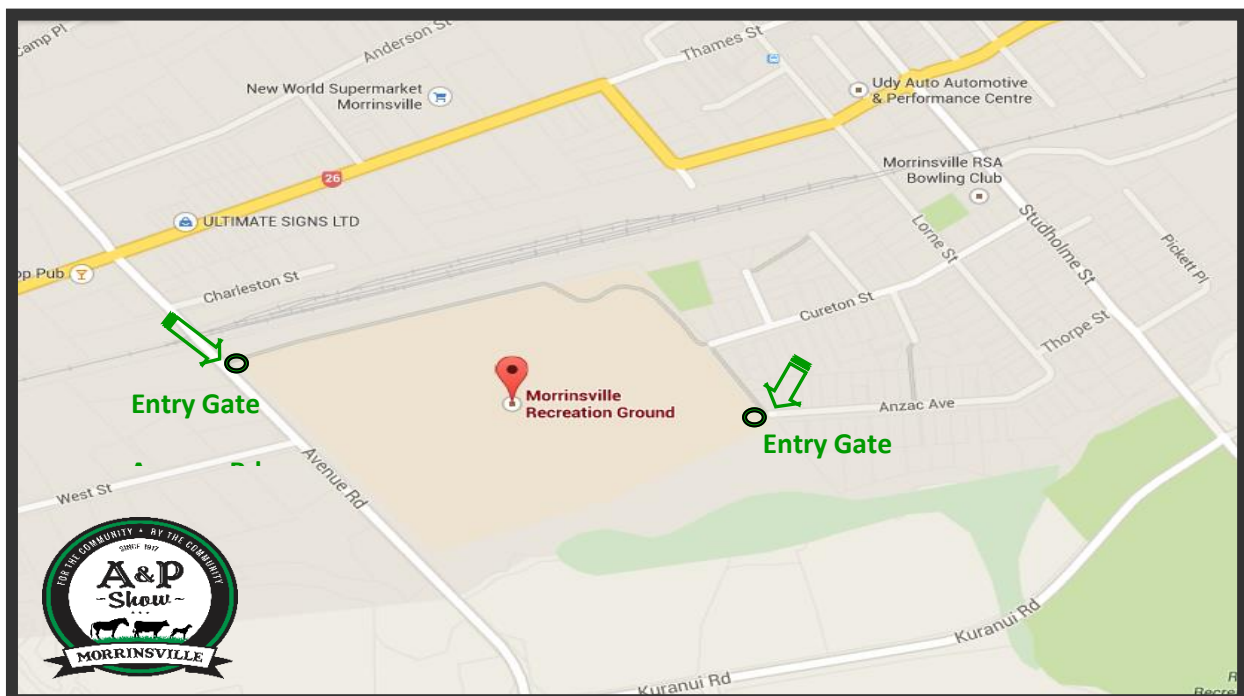 Camp Pl
Anderson St
Thames St
New World Supermarket
Morrinsville
Udy Auto Automotive
& Performance Centre
Morrinsville RSA
Bowling Club
26
ULTIMATE SIGNS LTD
Lorne St
Studholme St
Pickett Pl
op Pub
Charleston St
Cureton St
Thorpe St
Entry Gate
Morrinsville
Recreation Ground
Anzac Ave
Entry Gate
West St
Avenue Rd
FOR THE COMMUNITY • BY THE COMMUNITY
SINCE 1917
A&P
~Show~
MORRINSVILLE
Kuranui Rd
Kuranui Rd